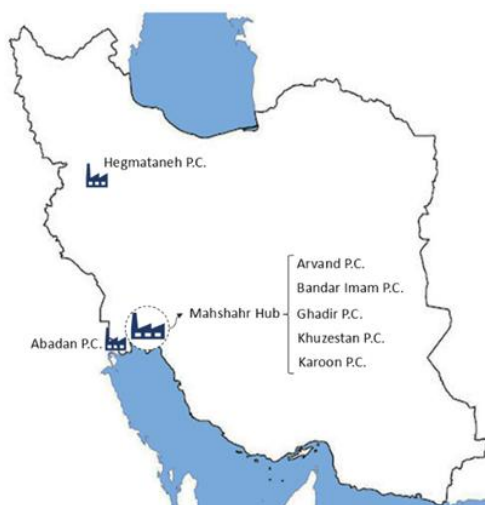 Hegmataneh P.C.
Abadan P.C.
Mahshahr Hub
Arvand P.C.
Bandar Imam P.C.
Ghadir P.C.
Khuzestan P.C.
Karoon P.C.